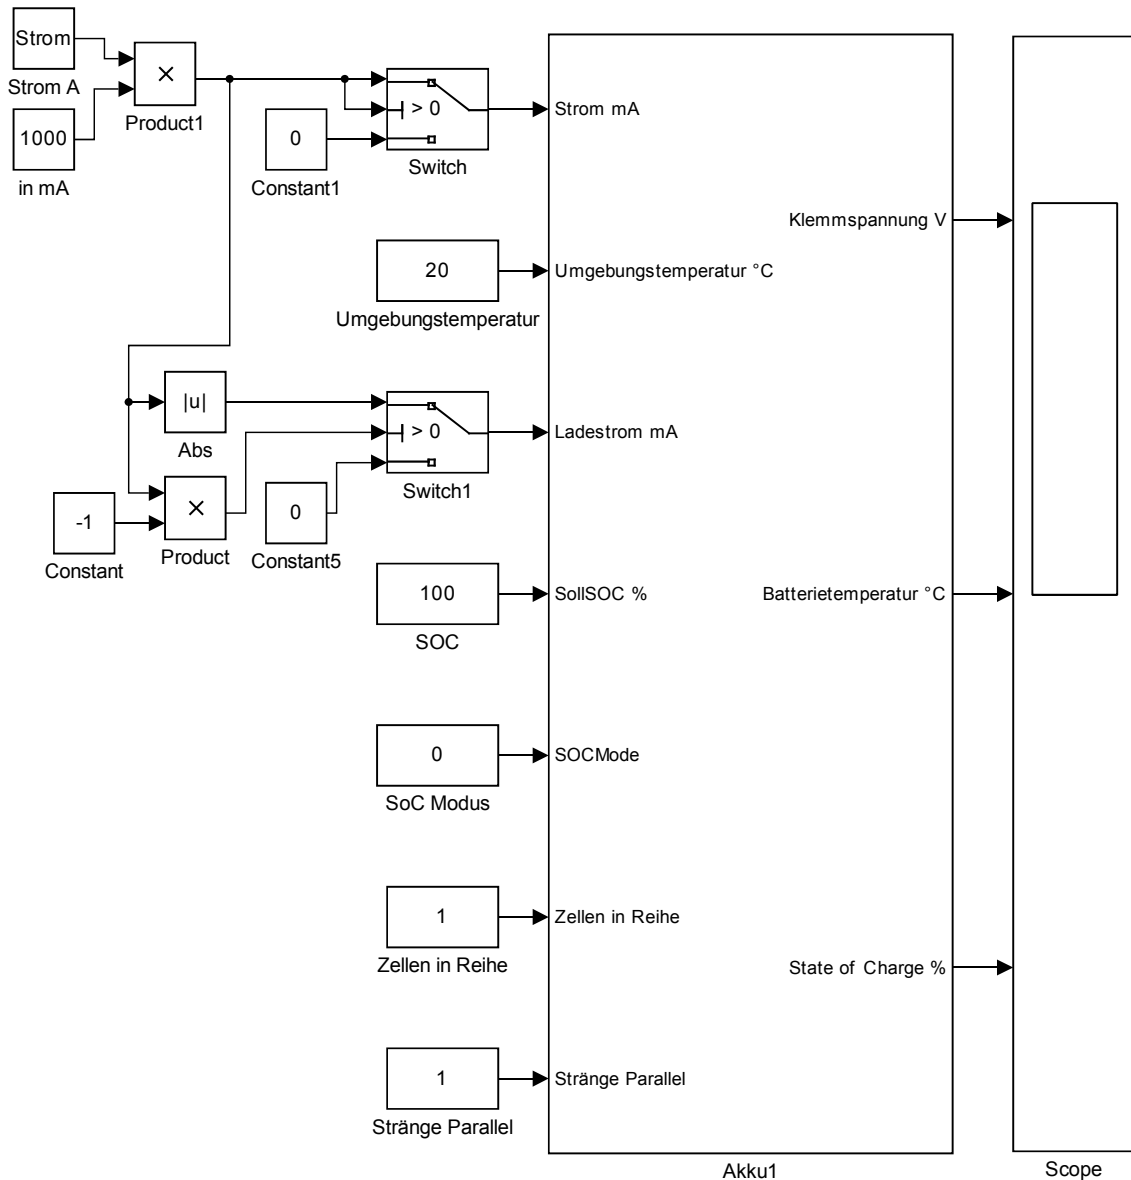 Strom
Strom A
1000
in mA
×
Product1
0
Constant1
> 0
Switch
20
Umgebungstemperatur
|u|
Abs
-1
Constant
×
Product
0
Constant5
> 0
Switch1
100
SOC
0
SoC Modus
1
Zellen in Reihe
1
Stränge Parallel
Strom mA
Umgebungstemperatur °C
Ladestrom mA
SollSOC %
SOCMode
Zellen in Reihe
Stränge Parallel
Klemmspannung V
Batterietemperatur °C
State of Charge %
Akku1
Scope